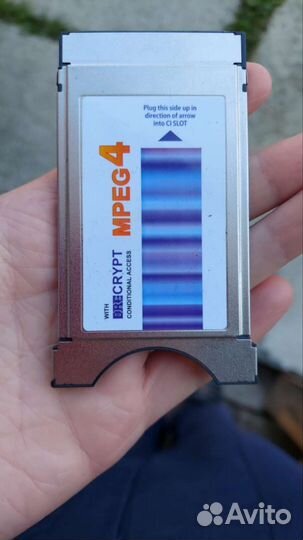 Plug this side up in
direction of arrow
into CI SLOT
MPEG4
WITH
DRECRYPT
CONDITIONAL ACCESS
Avito